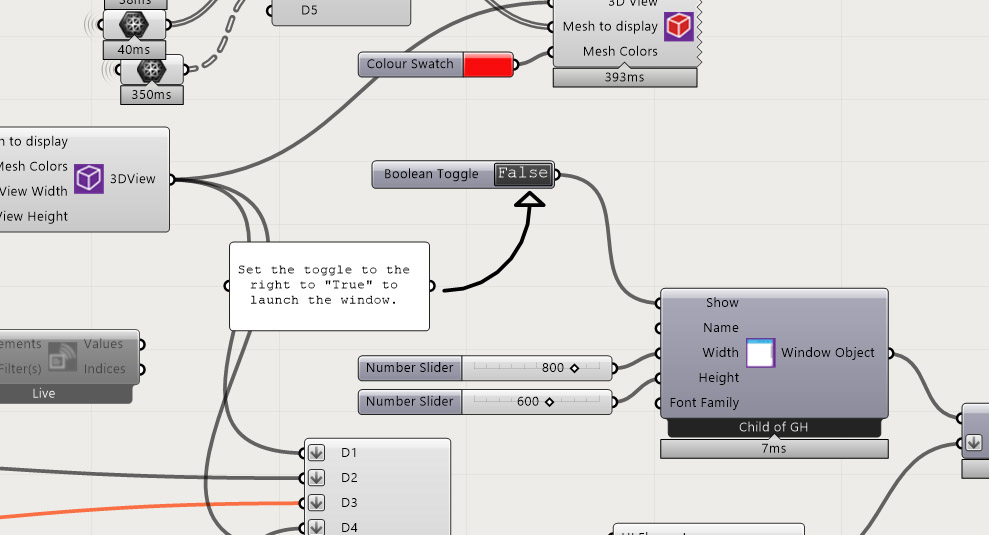 38ms
40ms
350ms
D5
3D View
Mesh to display
Mesh Colors
393ms
Colour Swatch
to display
Mesh Colors
View Width
View Height
3DView
Boolean Toggle False
Set the toggle to the
right to "True" to
launch the window.
Values
Filter(s) Indices
Live
Number Slider 800
Number Slider 600
Show
Name
Width
Height
Font Family
Window Object
Child of GH
7ms
D1
D2
D3
D4